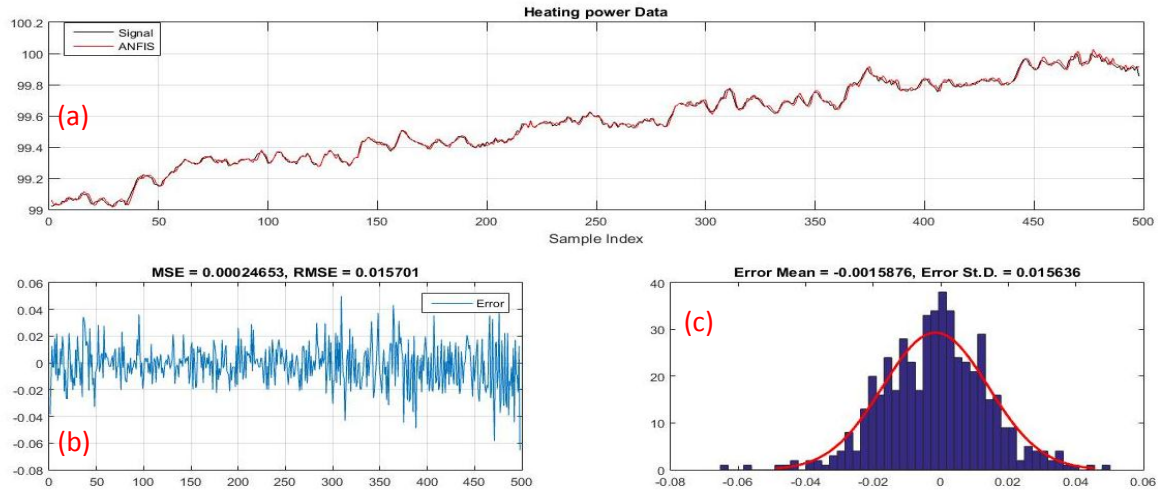 Heating power Data
100.2
100
99.8
99.6
99.4
99.2
99
Signal
ANFIS
(a)
0 50 100 150 200 250 300 350 400 450 500
Sample Index
MSE = 0.00024653, RMSE = 0.015701
0.06
0.04
0.02
0
-0.02
-0.04
-0.06
-0.08
Error
(b)
0 50 100 150 200 250 300 350 400 450 500
Error Mean = -0.0015876, Error St.D. = 0.015636
40
30
20
10
0
(c)
-0.08 -0.06 -0.04 -0.02 0 0.02 0.04 0.06